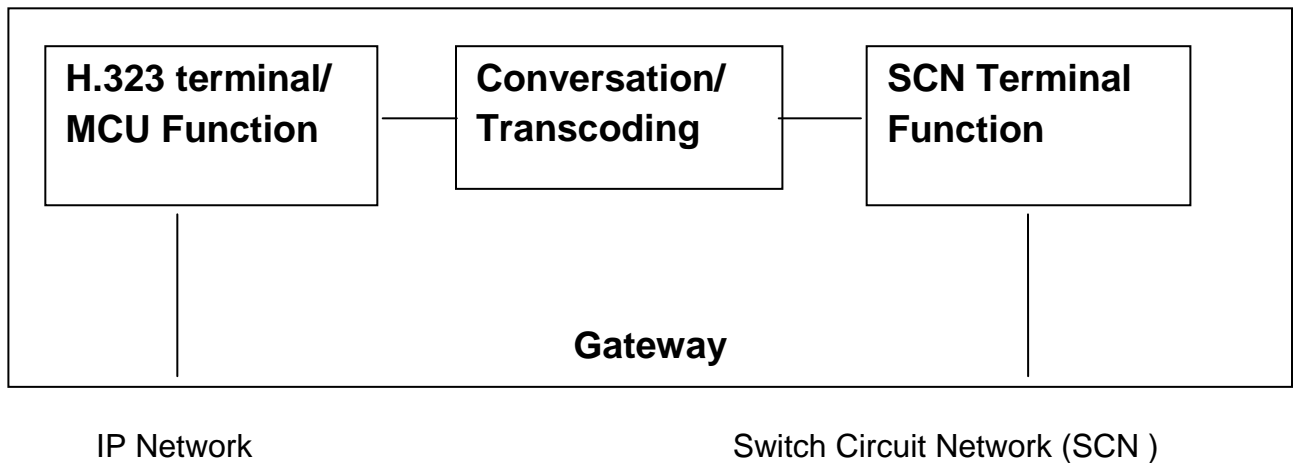 H.323 terminal/
MCU Function
Conversation/
Transcoding
SCN Terminal
Function
Gateway
IP Network
Switch Circuit Network (SCN )